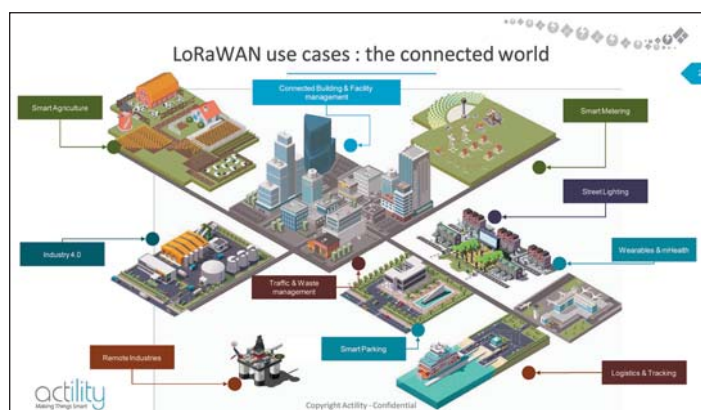 LoRaWAN use cases : the connected world
2
Connected Building & Facility
management
Smart Agriculture
Smart Metering
Street Lighting
Industry 4.0
Wearables & mHealth
Traffic & Waste
management
Smart Parking
Remote Industries
Logistics & Tracking
actility
Making Things Smart
Copyright Actility - Confidential